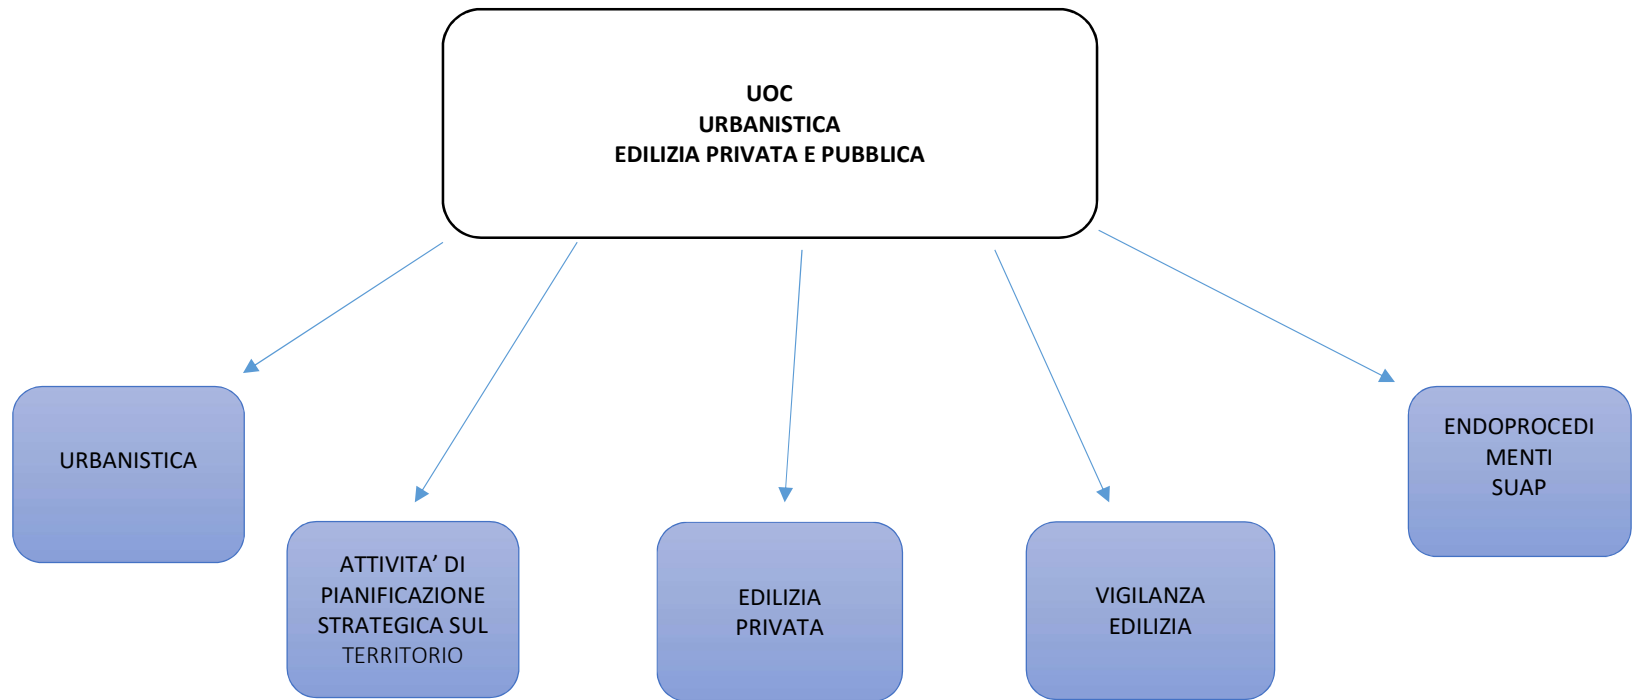 UOC
URBANISTICA
EDILIZIA PRIVATA E PUBBLICA
URBANISTICA
ATTIVITA’ DI
PIANIFICAZIONE
STRATEGICA SUL
TERRITORIO
EDILIZIA
PRIVATA
VIGILANZA
EDILIZIA
ENDOPROCEDI
MENTI
SUAP